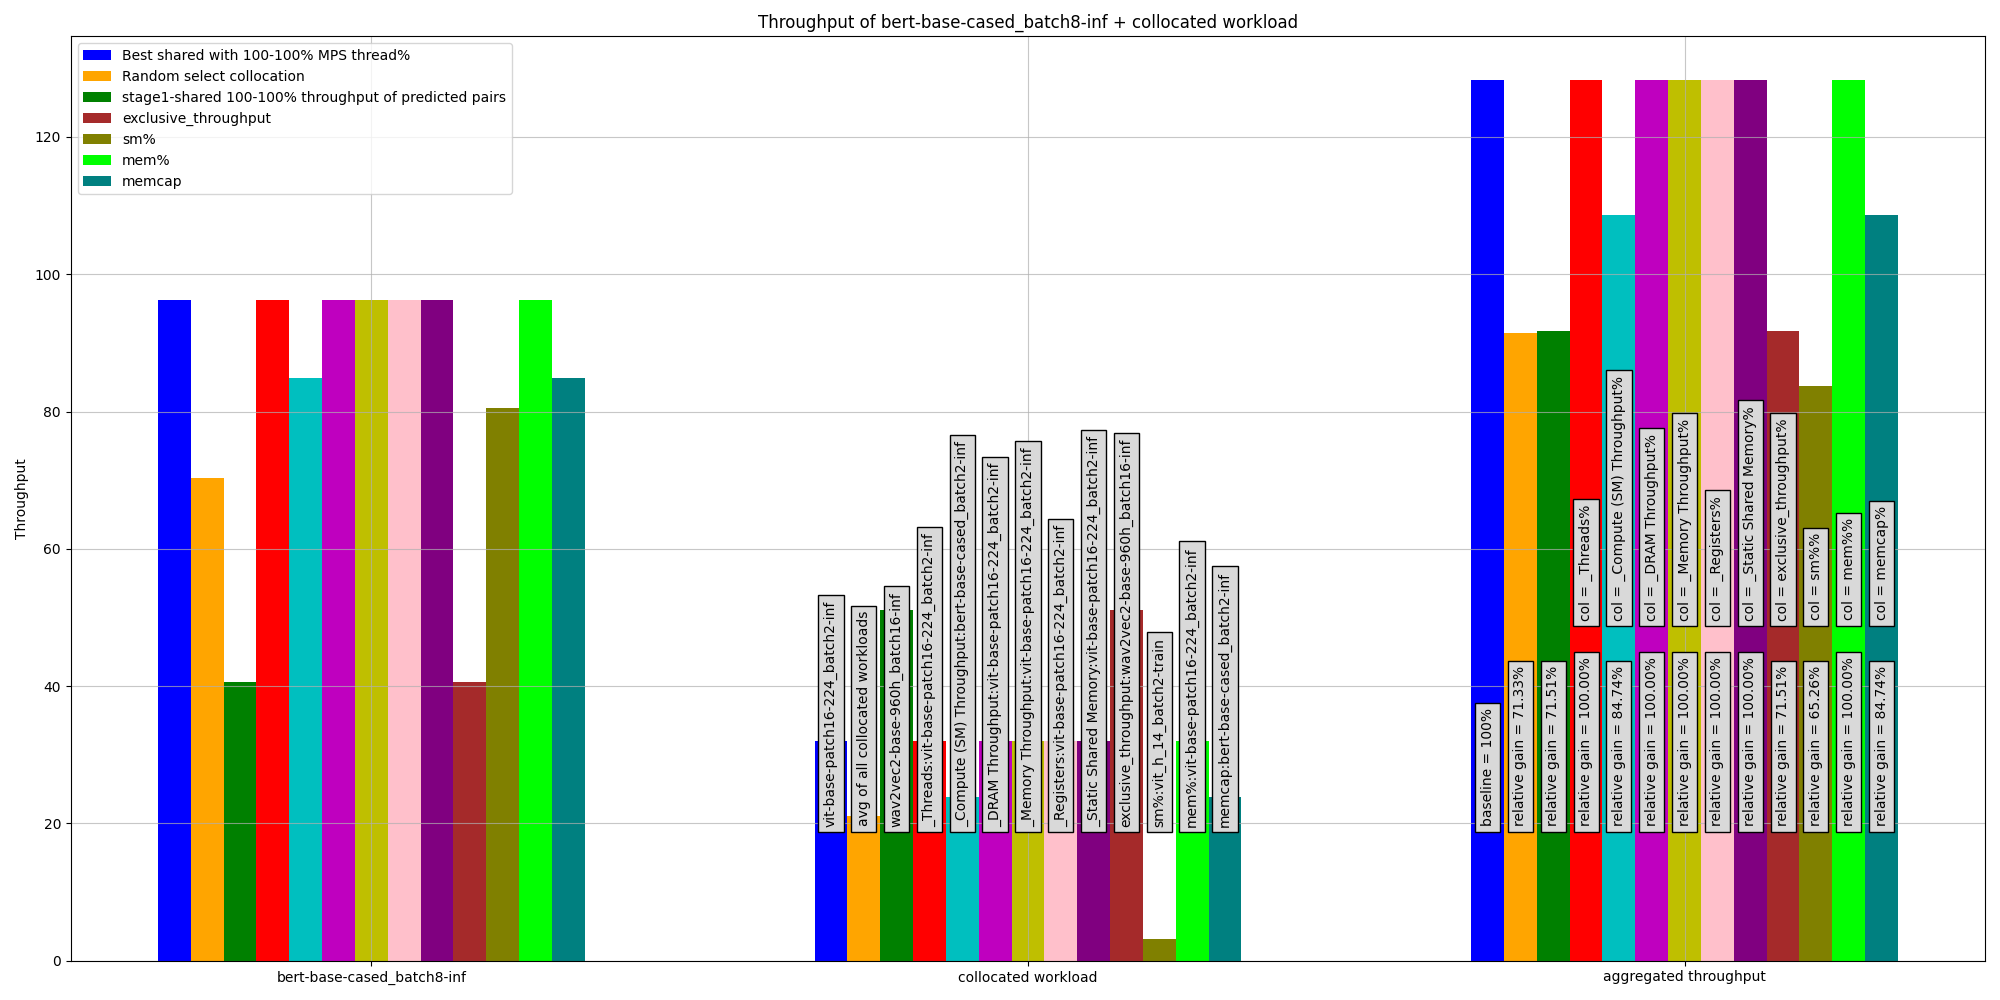 Throughput of bert-base-cased_batch8-inf + collocated workload
Best shared with 100-100% MPS thread%
Random select collocation
stage1-shared 100-100% throughput of predicted pairs
exclusive_throughput
sm%
mem%
memcap
Throughput
120
100
80
60
40
20
0
vit-base-patch16-224_batch2-inf
avg of all collocated workloads
wav2vec2-base-960h_batch16-inf
_Threads:vit-base-patch16-224_batch2-inf
_Compute (SM) Throughput:bert-base-cased_batch2-inf
_DRAM Throughput:vit-base-patch16-224_batch2-inf
_Memory Throughput:vit-base-patch16-224_batch2-inf
_Registers:vit-base-patch16-224_batch2-inf
_Static Shared Memory:vit-base-patch16-224_batch2-inf
exclusive_throughput:wav2vec2-base-960h_batch16-inf
sm%:vit_h_14_batch2-train
mem%:vit-base-patch16-224_batch2-inf
memcap:bert-base-cased_batch2-inf
col = _Threads%
col = _Compute (SM) Throughput%
col = _DRAM Throughput%
col = _Memory Throughput%
col = _Registers%
col = _Static Shared Memory%
col = exclusive_throughput%
col = sm%%
col = mem%%
col = memcap%
baseline = 100%
relative gain = 71.33%
relative gain = 71.51%
relative gain = 100.00%
relative gain = 84.74%
relative gain = 100.00%
relative gain = 100.00%
relative gain = 100.00%
relative gain = 100.00%
relative gain = 71.51%
relative gain = 65.26%
relative gain = 100.00%
relative gain = 84.74%
bert-base-cased_batch8-inf
collocated workload
aggregated throughput